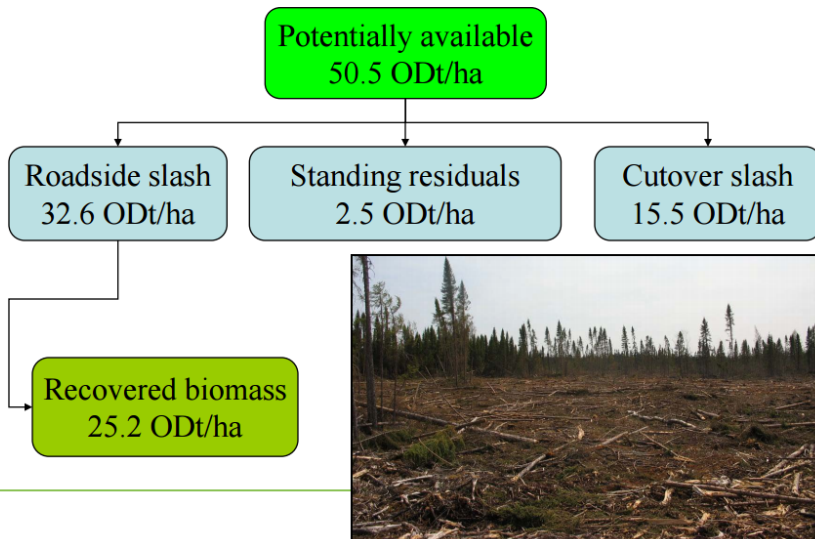 Potentially available
50.5 ODt/ha
Roadside slash
32.6 ODt/ha
Standing residuals
2.5 ODt/ha
Cutover slash
15.5 ODt/ha
Recovered biomass
25.2 ODt/ha